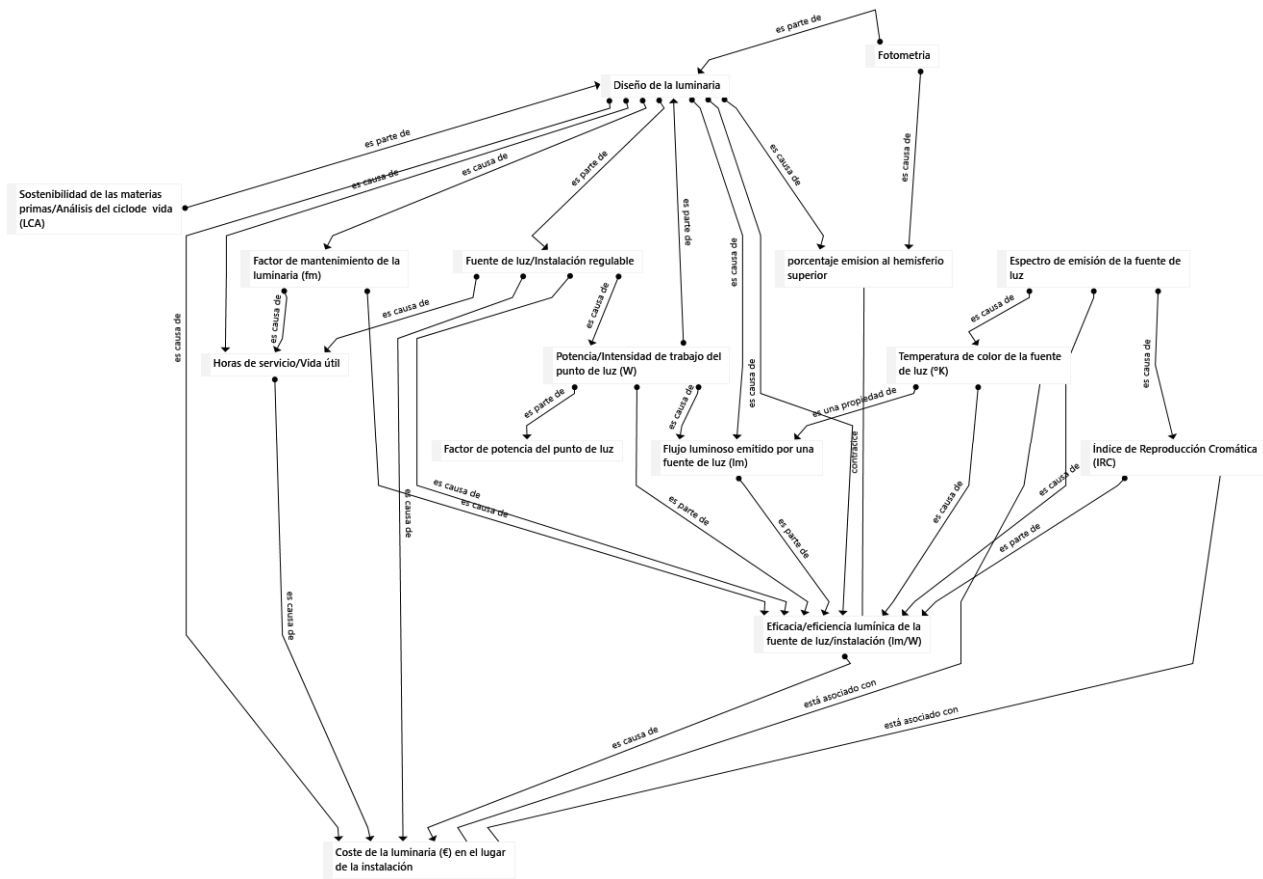 es parte de
Fotometria
Diseño de la luminaria
es parte de
es causa de
es causa de
es parte de
es causa de
es causa de
Sostenibilidad de las materias
primas/Análisis del ciclode vida
(LCA)
es parte de
es causa de
Factor de mantenimiento de la
luminaria (fm)
Fuente de luz/Instalación regulable
porcentaje emision al hemisferio
superior
Espectro de emisión de la fuente de
luz
es causa de
es causa de
es causa de
es causa de
es causa de
es causa de
es causa de
Horas de servicio/Vida útil
Potencia/Intensidad de trabajo del
punto de luz (W)
Temperatura de color de la fuente
de luz (ºK)
es parte de
es causa de
es causa de
es una propiedad de
Factor de potencia del punto de luz
Flujo luminoso emitido por una
fuente de luz (lm)
contradice
Índice de Reproducción Cromática
(IRC)
es causa de
es causa de
es causa de
es parte de
es parte de
es causa de
es causa de
es parte de
es causa de
Eficacia/eficiencia lumínica de la
fuente de luz/instalación (lm/W)
es causa de
está asociado con
está asociado con
Coste de la luminaria (€) en el lugar
de la instalación